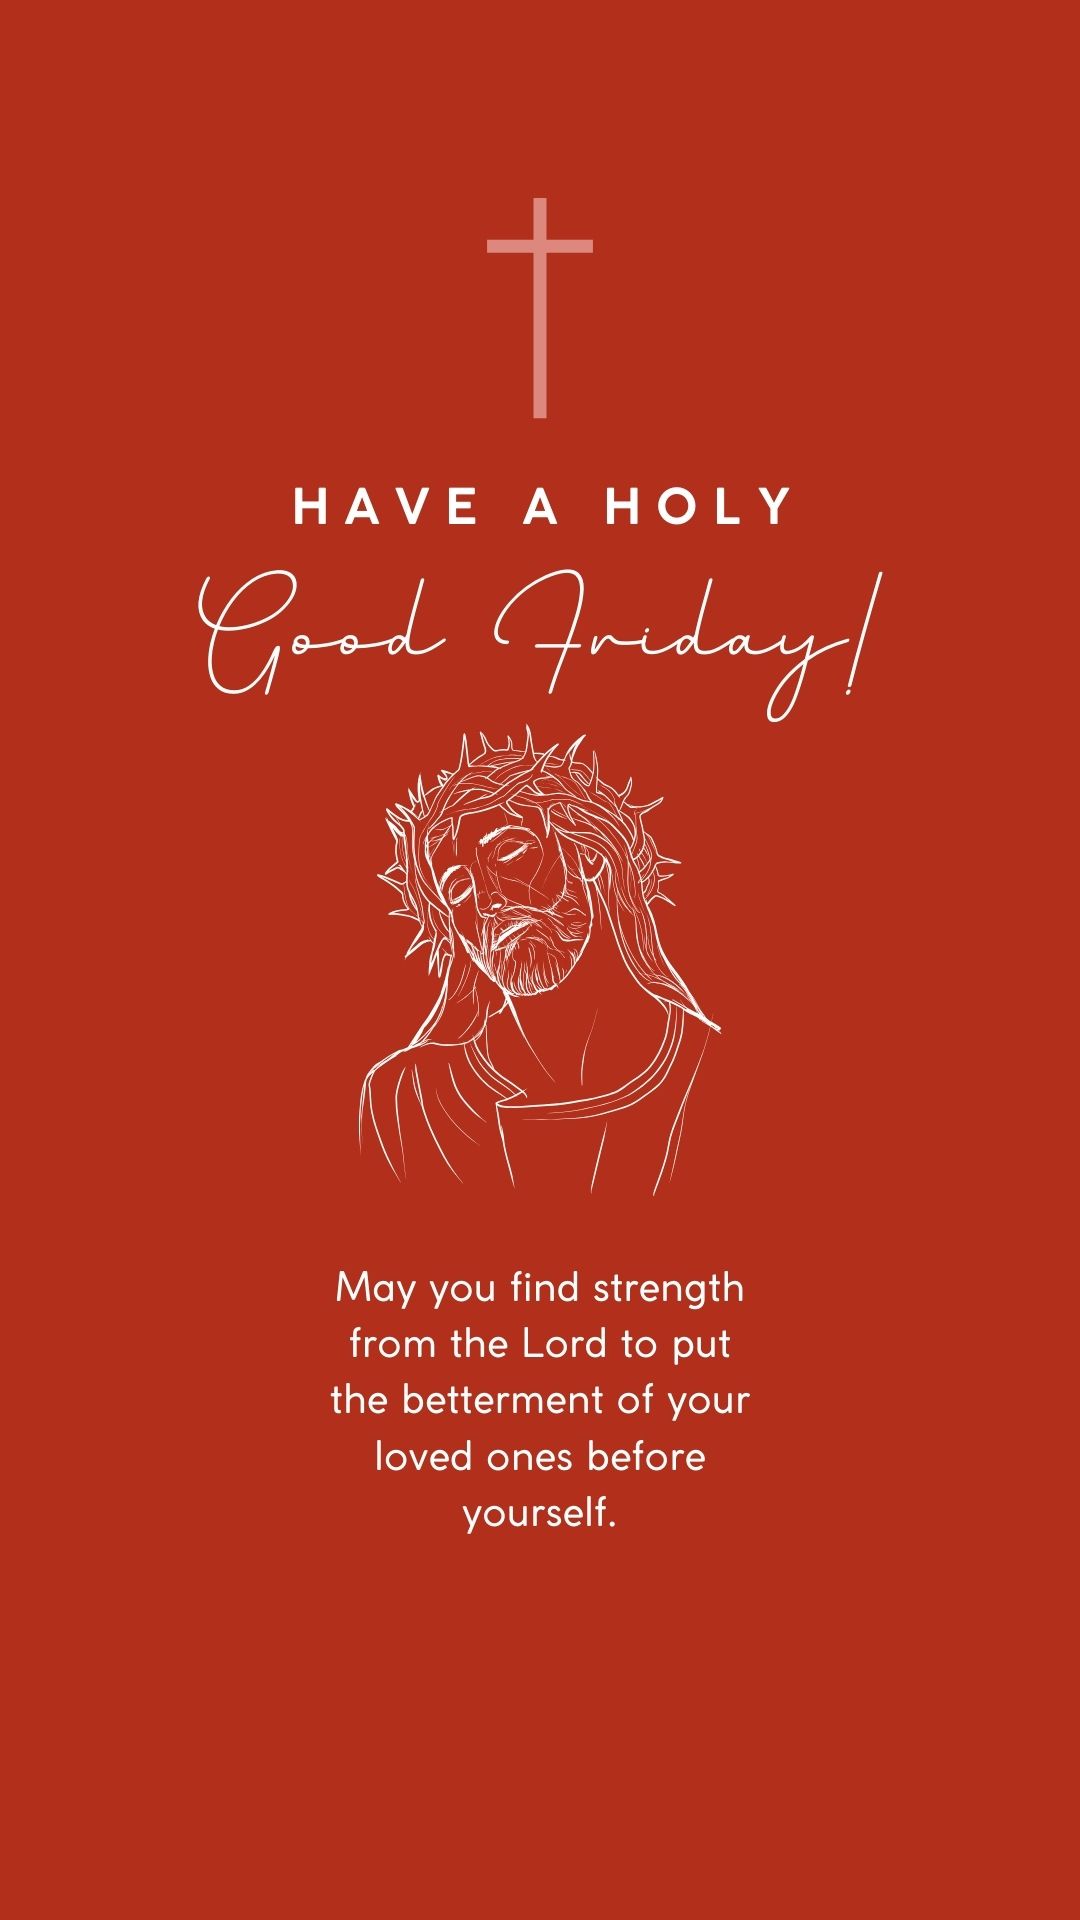 HAVE A HOLY
Good Friday!
May you find strength
from the Lord to put
the betterment of your
loved ones before
yourself.